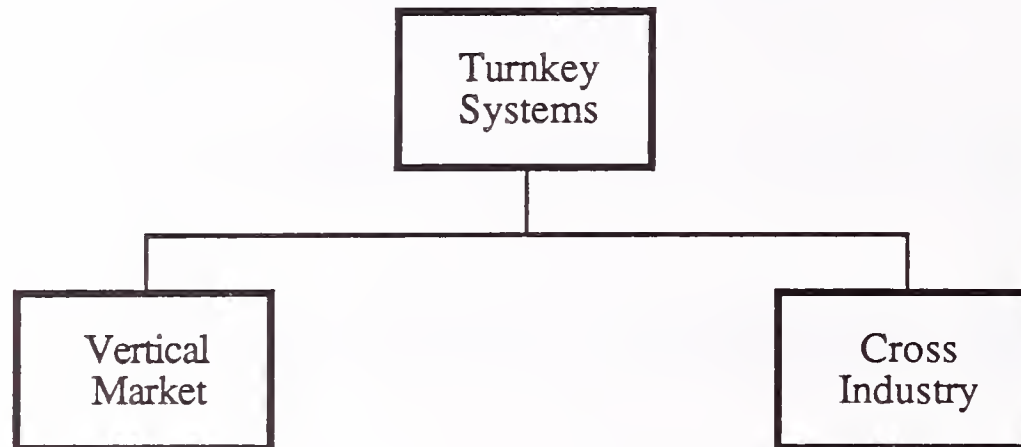 Turnkey
Systems
Vertical
Market
Cross
Industry